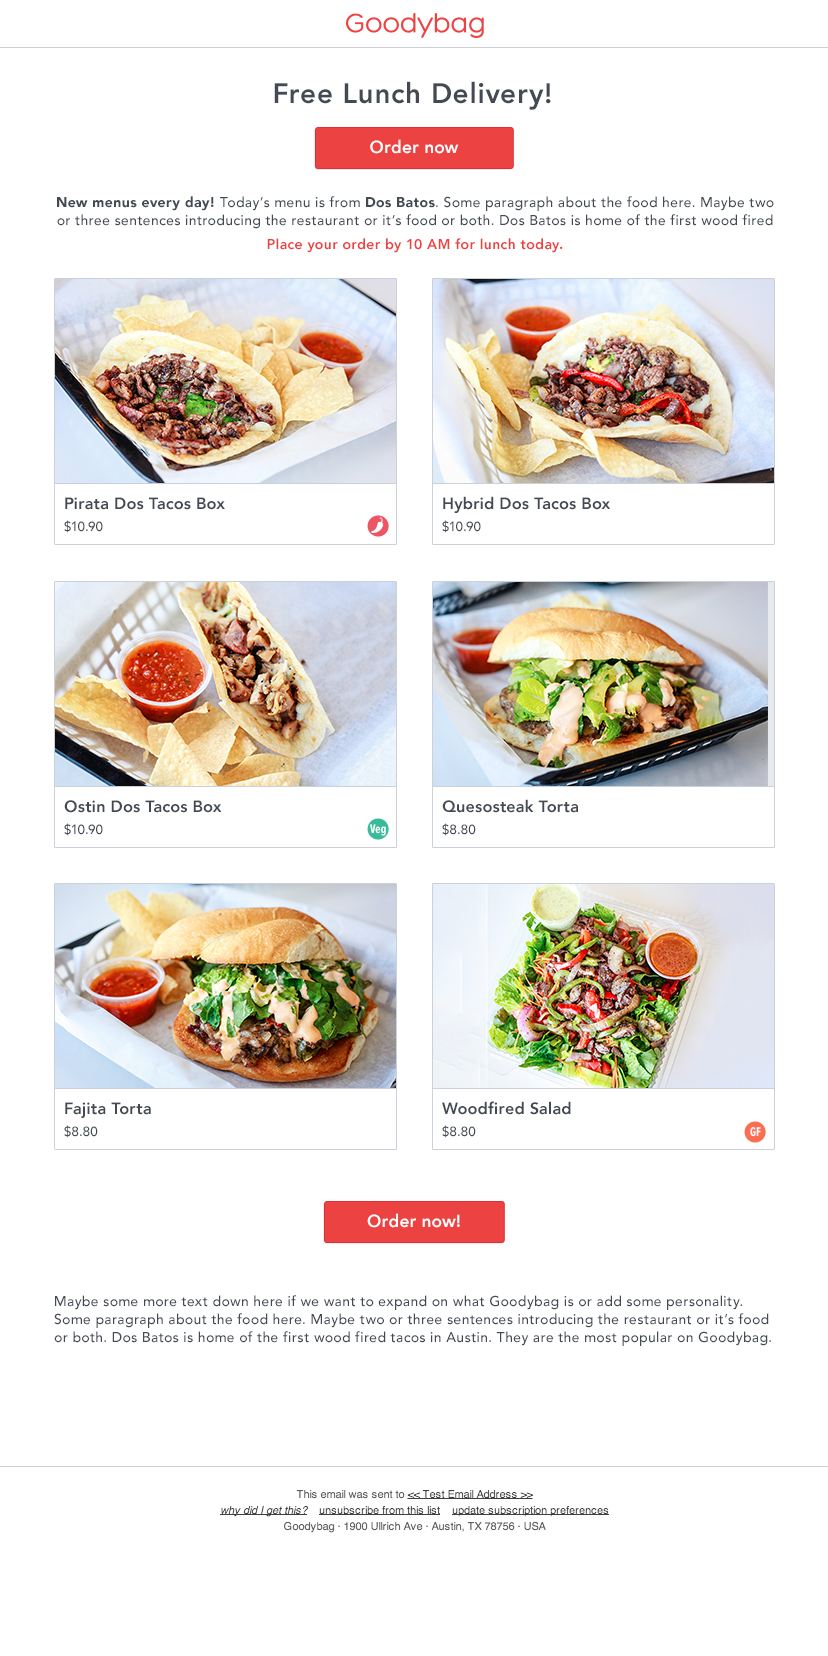 Goodybag
Free Lunch Delivery!
Order now
New menus every day! Today's menu is from Dos Batos. Some paragraph about the food here. Maybe two
or three sentences introducing the restaurant or it's food or both. Dos Batos is home of the first wood fired
Place your order by 10 AM for lunch today.
Pirata Dos Tacos Box
$10.90
Hybrid Dos Tacos Box
$10.90
Ostin Dos Tacos Box
$10.90
Veg
Quesosteak Torta
$8.80
Fajita Torta
$8.80
Woodfired Salad
$8.80
GF
Order now!
Maybe some more text down here if we want to expand on what Goodybag is or add some personality.
Some paragraph about the food here. Maybe two or three sentences introducing the restaurant or it's food
or both. Dos Batos is home of the first wood fired tacos in Austin. They are the most popular on Goodybag.
This email was sent to << Test Email Address >>
why did I get this? unsubscribe from this list update subscription preferences
Goodybag · 1900 Ullrich Ave · Austin, TX 78756 · USA